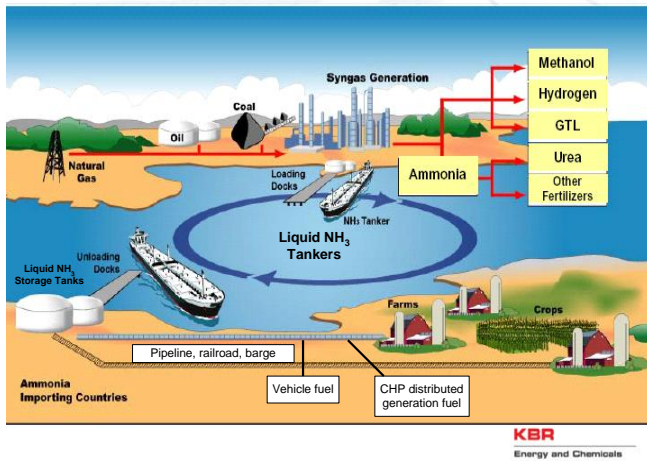 Syngas Generation
Methanol
Hydrogen
GTL
Urea
Other
Fertilizers
Ammonia
Coal
Oil
Natural
Gas
Loading
Docks
NH3 Tanker
Liquid NH3
Tankers
Unloading
Docks
Liquid NH3
Storage Tanks
Farms
Crops
Pipeline, railroad, barge
Vehicle fuel
CHP distributed
generation fuel
Ammonia
Importing Countries
KBR
Energy and Chemicals